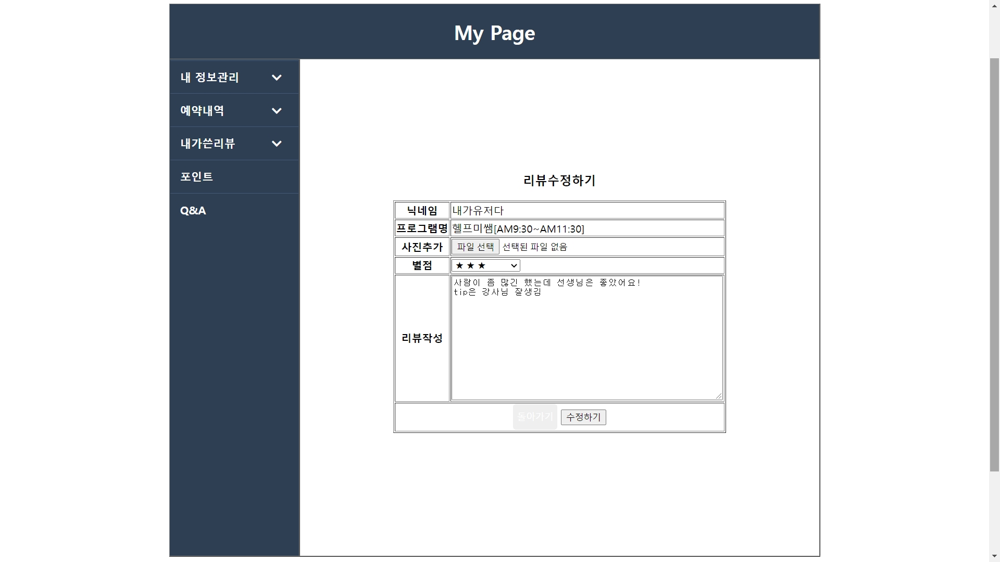 My Page
내 정보관리
예약내역
내가쓴리뷰
포인트
Q&A
리뷰수정하기
닉네임 내가유저다
프로그램명 헬프미쌤[AM9:30~AM11:30]
사진추가 파일 선택 선택된 파일 없음
별점 ★ ★ ★
리뷰작성
사람이 좀 많긴 했는데 선생님은 좋았어요!
tip은 강사님 잘생김
돌아가기 수정하기